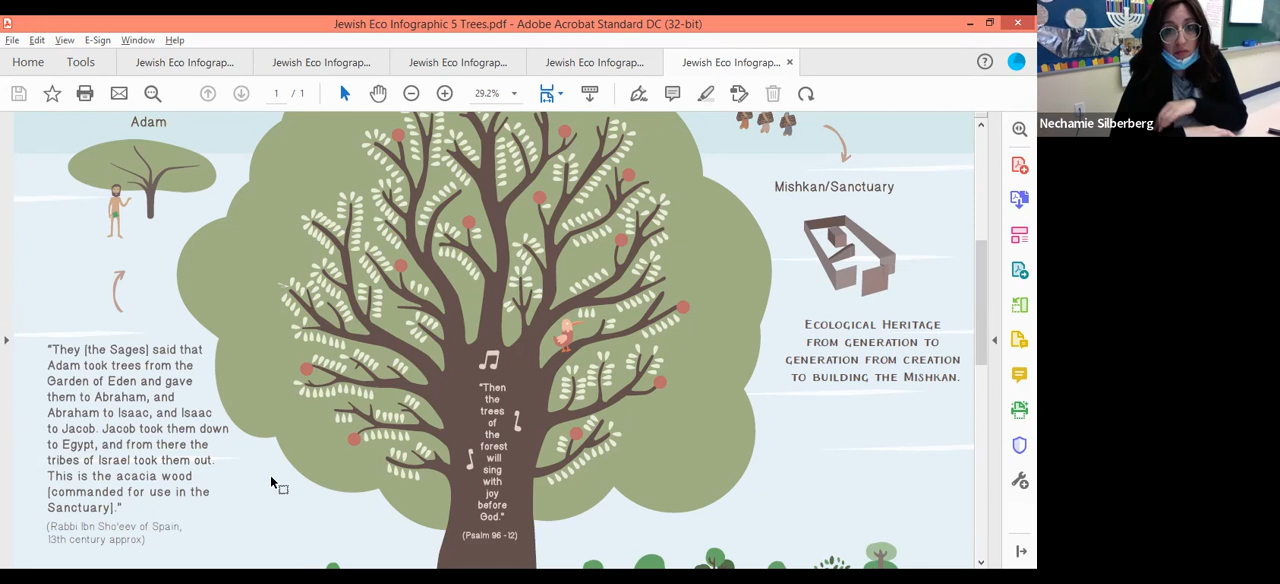 Jewish Eco Infographic 5 Trees.pdf - Adobe Acrobat Standard DC (32-bit)
File Edit View E-Sign Window Help
Home Tools Jewish Eco Infograp... Jewish Eco Infograp... Jewish Eco Infograp... Jewish Eco Infograp... Jewish Eco Infograp... ×
1 / 1 29.2%
Nechamie Silberberg
Adam
Mishkan/Sanctuary
"They [the Sages] said that
Adam took trees from the
Garden of Eden and gave
them to Abraham, and
Abraham to Isaac, and Isaac
to Jacob. Jacob took them down
to Egypt, and from there the
tribes of Israel took them out.
This is the acacia wood
[commanded for use in the
Sanctuary]."
(Rabbi Ibn Sho'eev of Spain,
13th century approx)
"Then
the
trees
of
the
forest
will
sing
with
joy
before
God."
(Psalm 96 -12)
Ecological Heritage
from generation to
generation from creation
to building the Mishkan.